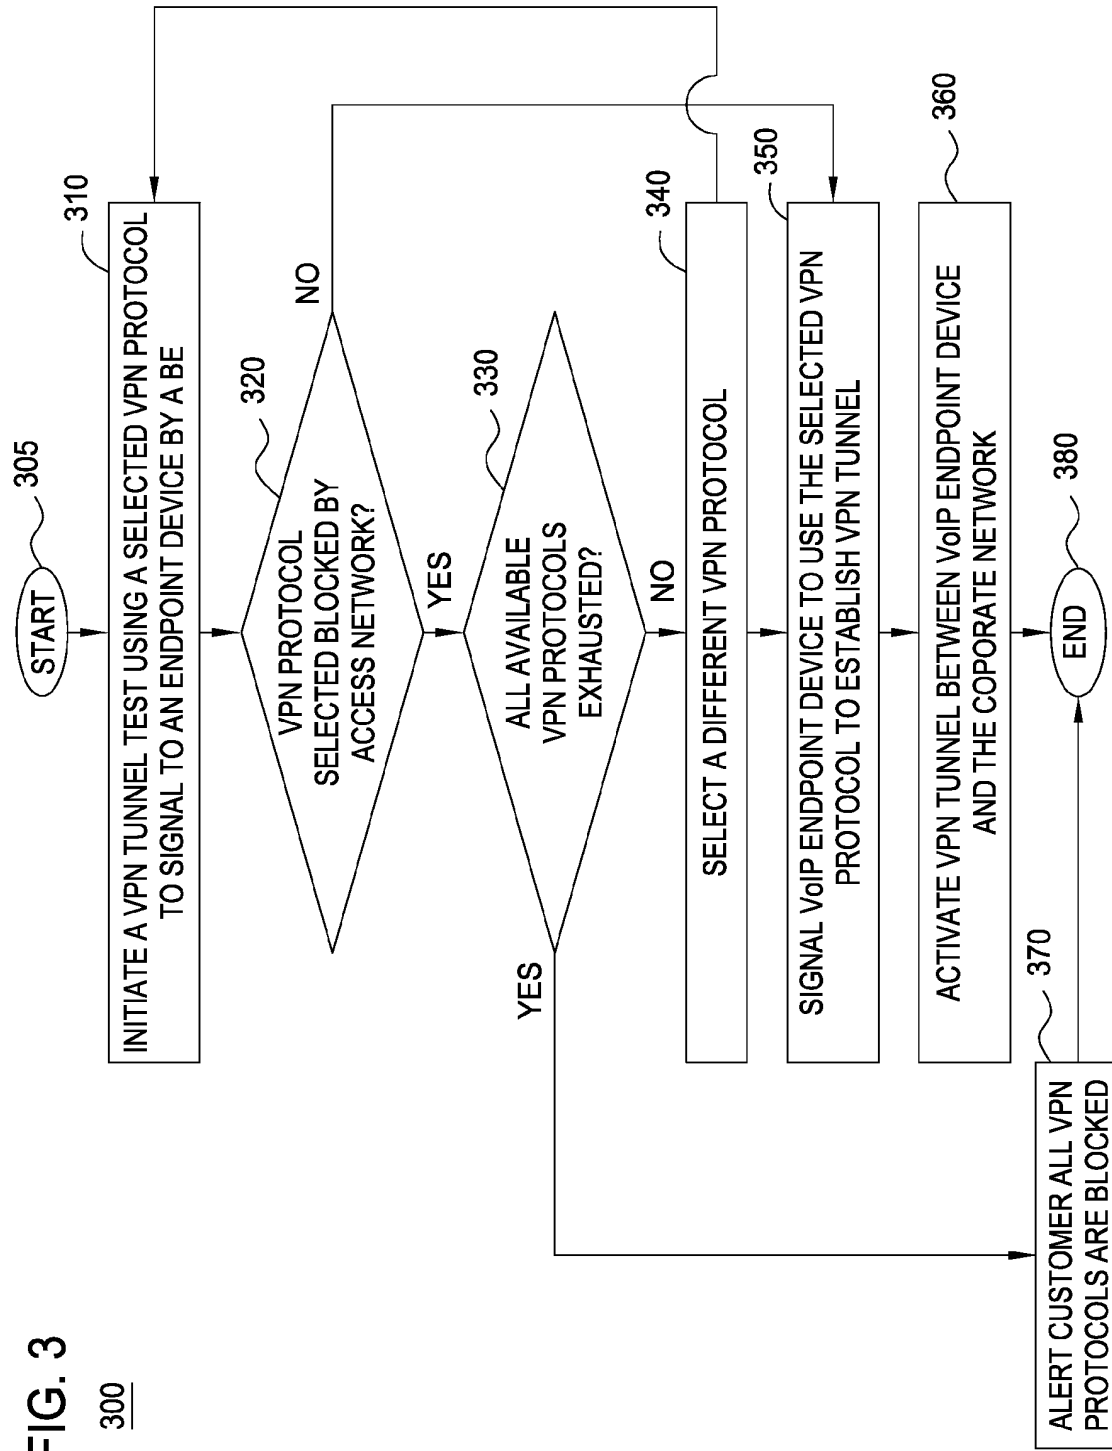 FIG. 3
300
START
305
INITIATE A VPN TUNNEL TEST USING A SELECTED VPN PROTOCOL
TO SIGNAL TO AN ENDPOINT DEVICE BY A BE
310
VPN PROTOCOL
SELECTED BLOCKED BY
ACCESS NETWORK?
320
NO
YES
ALL AVAILABLE
VPN PROTOCOLS
EXHAUSTED?
330
YES
NO
SELECT A DIFFERENT VPN PROTOCOL
340
SIGNAL VoIP ENDPOINT DEVICE TO USE THE SELECTED VPN
PROTOCOL TO ESTABLISH VPN TUNNEL
350
ACTIVATE VPN TUNNEL BETWEEN VoIP ENDPOINT DEVICE
AND THE COPORATE NETWORK
360
ALERT CUSTOMER ALL VPN
PROTOCOLS ARE BLOCKED
370
END
380